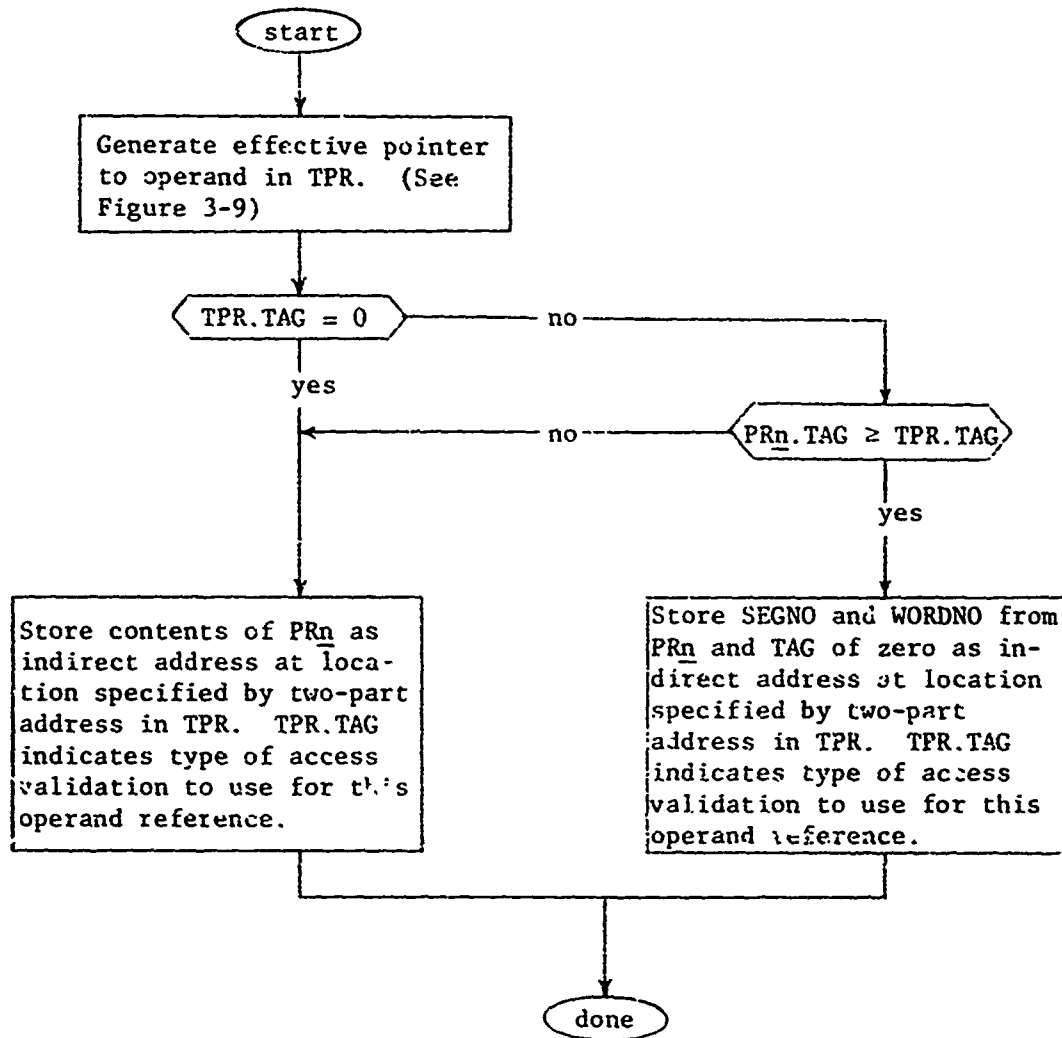 start
Generate effective pointer
to operand in TPR. (See
Figure 3-9)
TPR.TAG = 0
no
yes
no
PRn.TAG ≥ TPR.TAG
yes
Store contents of PRn as
indirect address at loca-
tion specified by two-part
address in TPR. TPR.TAG
indicates type of access
validation to use for this
operand reference.
Store SEGNO and WORDNO from
PRn and TAG of zero as in-
direct address at location
specified by two-part
address in TPR. TPR.TAG
indicates type of access
validation to use for this
operand reference.
done